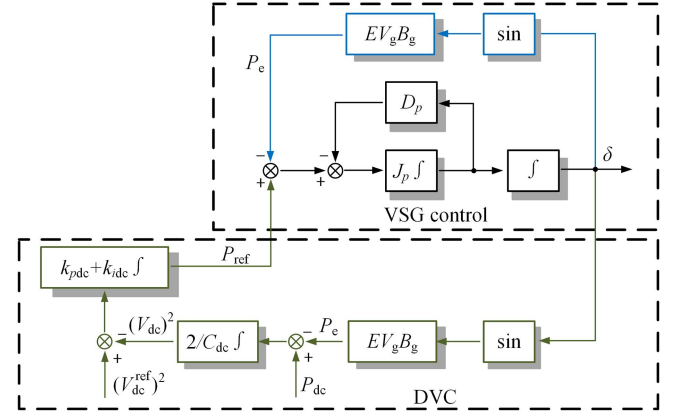 EV_gB_g
sin
P_e
D_p
−
−
δ
+
+
J_p ∫
∫
VSG control
P_ref
k_pdc+k_idc ∫
(V_dc)^2
−
+
2/C_dc ∫
−
+
P_e
EV_gB_g
sin
(V_dc^ref)^2
P_dc
DVC